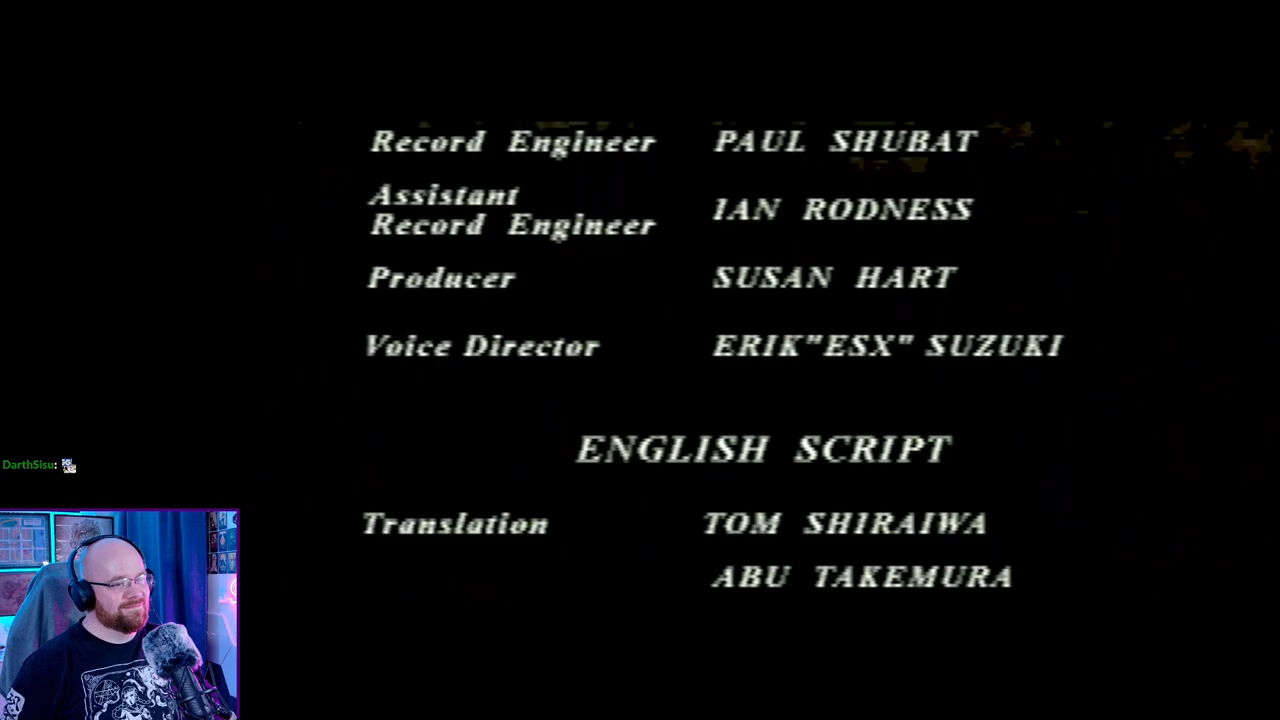 Record Engineer PAUL SHUBAT
Assistant
Record Engineer IAN RODNESS
Producer SUSAN HART
Voice Director ERIK"ESX" SUZUKI
ENGLISH SCRIPT
DarthSisu:
Translation TOM SHIRAIWA
ABU TAKEMURA